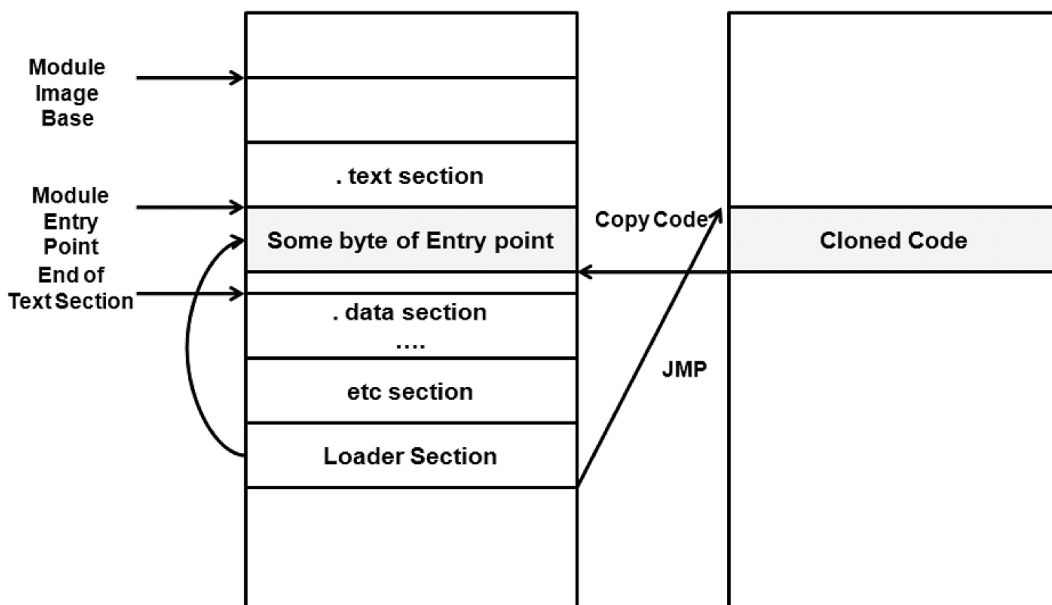 Module
Image
Base
. text section
Module
Entry
Point
Some byte of Entry point
Copy Code
Cloned Code
End of
Text Section
. data section
....
JMP
etc section
Loader Section